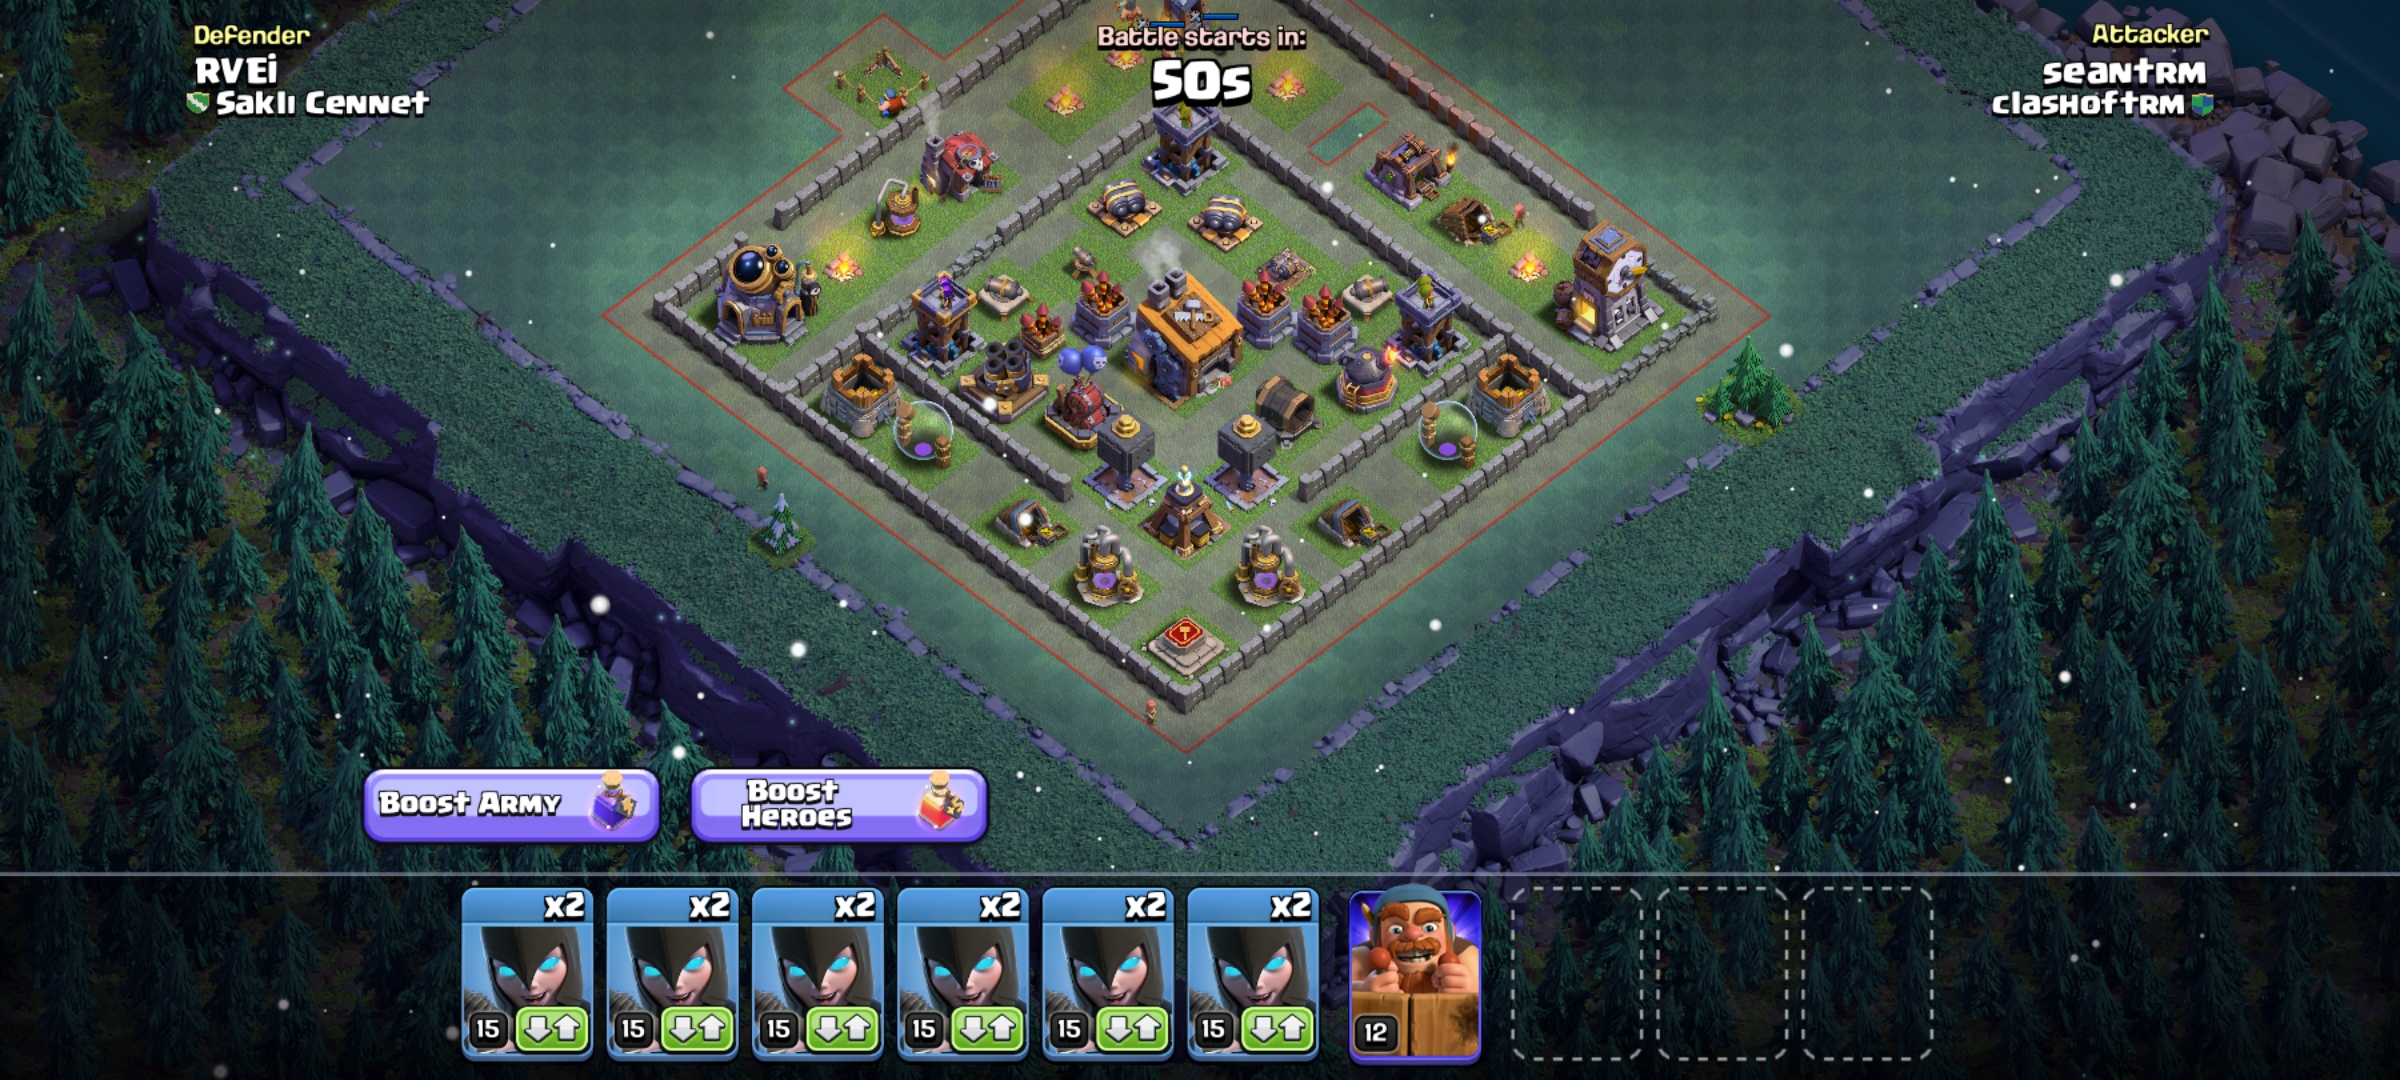 Defender
RVEi
Saklı Cennet
Battle starts in:
50s
Attacker
seantRM
clashoftRM
Boost Army
Boost
Heroes
x2
x2
x2
x2
x2
x2
15
15
15
15
15
15
12